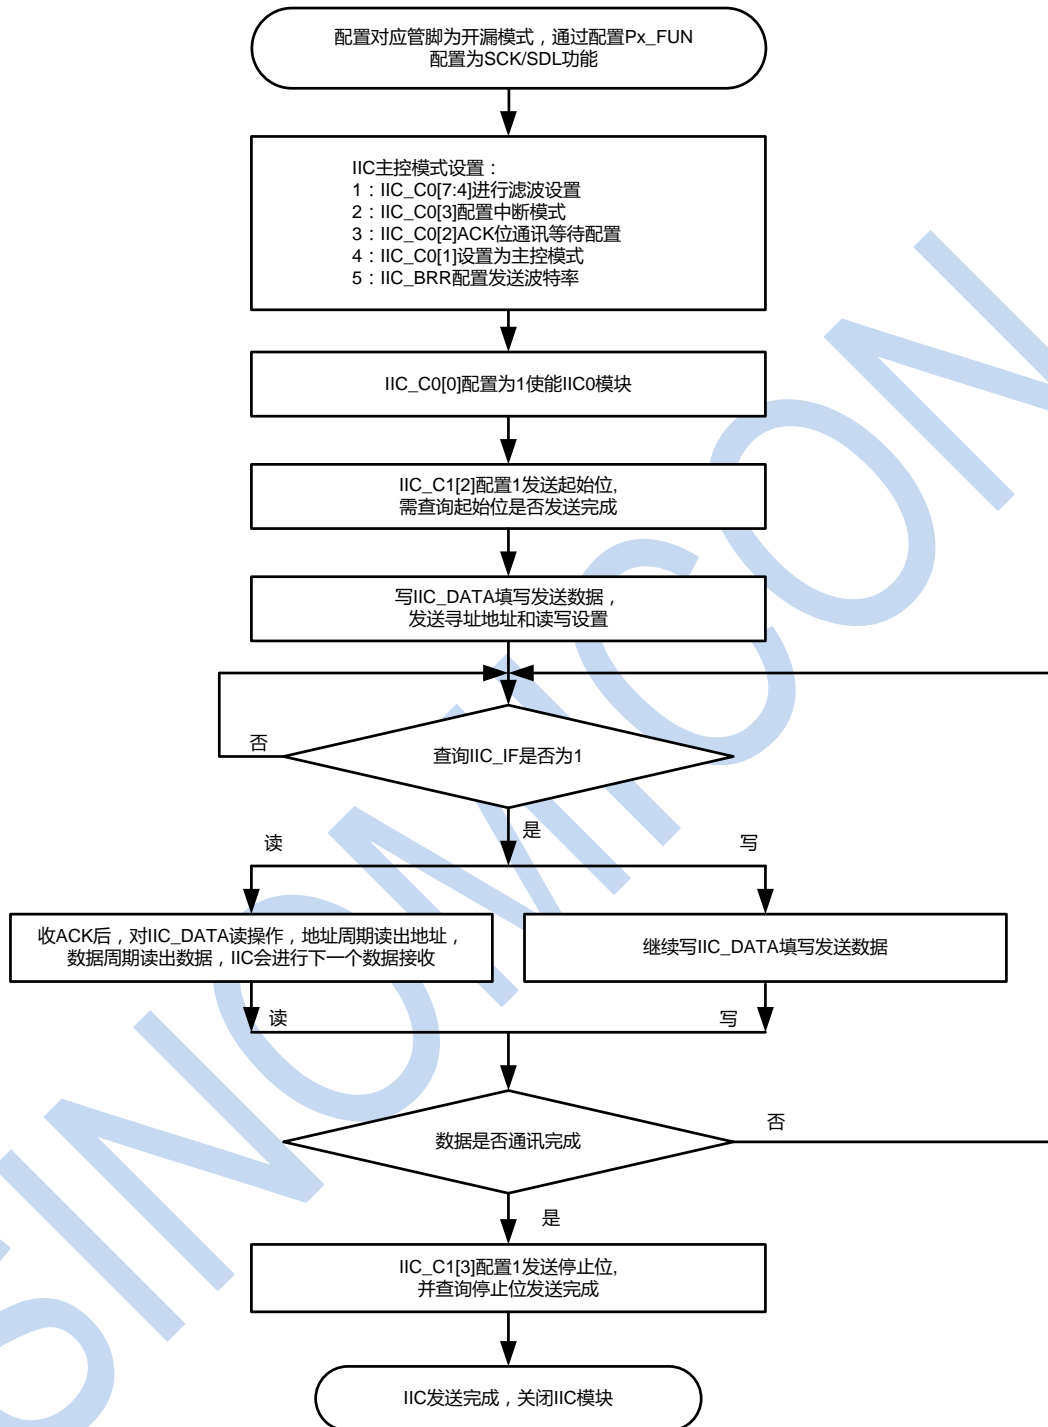 配置对应管脚为开漏模式，通过配置Px_FUN
配置为SCK/SDL功能
IIC主控模式设置：
1：IIC_C0[7:4]进行滤波设置
2：IIC_C0[3]配置中断模式
3：IIC_C0[2]ACK位通讯等待配置
4：IIC_C0[1]设置为主控模式
5：IIC_BRR配置发送波特率
IIC_C0[0]配置为1使能IIC0模块
IIC_C1[2]配置1发送起始位,
需查询起始位是否发送完成
写IIC_DATA填写发送数据，
发送寻址地址和读写设置
否
查询IIC_IF是否为1
是
读
写
收ACK后，对IIC_DATA读操作，地址周期读出地址，
数据周期读出数据，IIC会进行下一个数据接收
继续写IIC_DATA填写发送数据
读
写
数据是否通讯完成
否
是
IIC_C1[3]配置1发送停止位,
并查询停止位发送完成
IIC发送完成，关闭IIC模块
SINOMICON